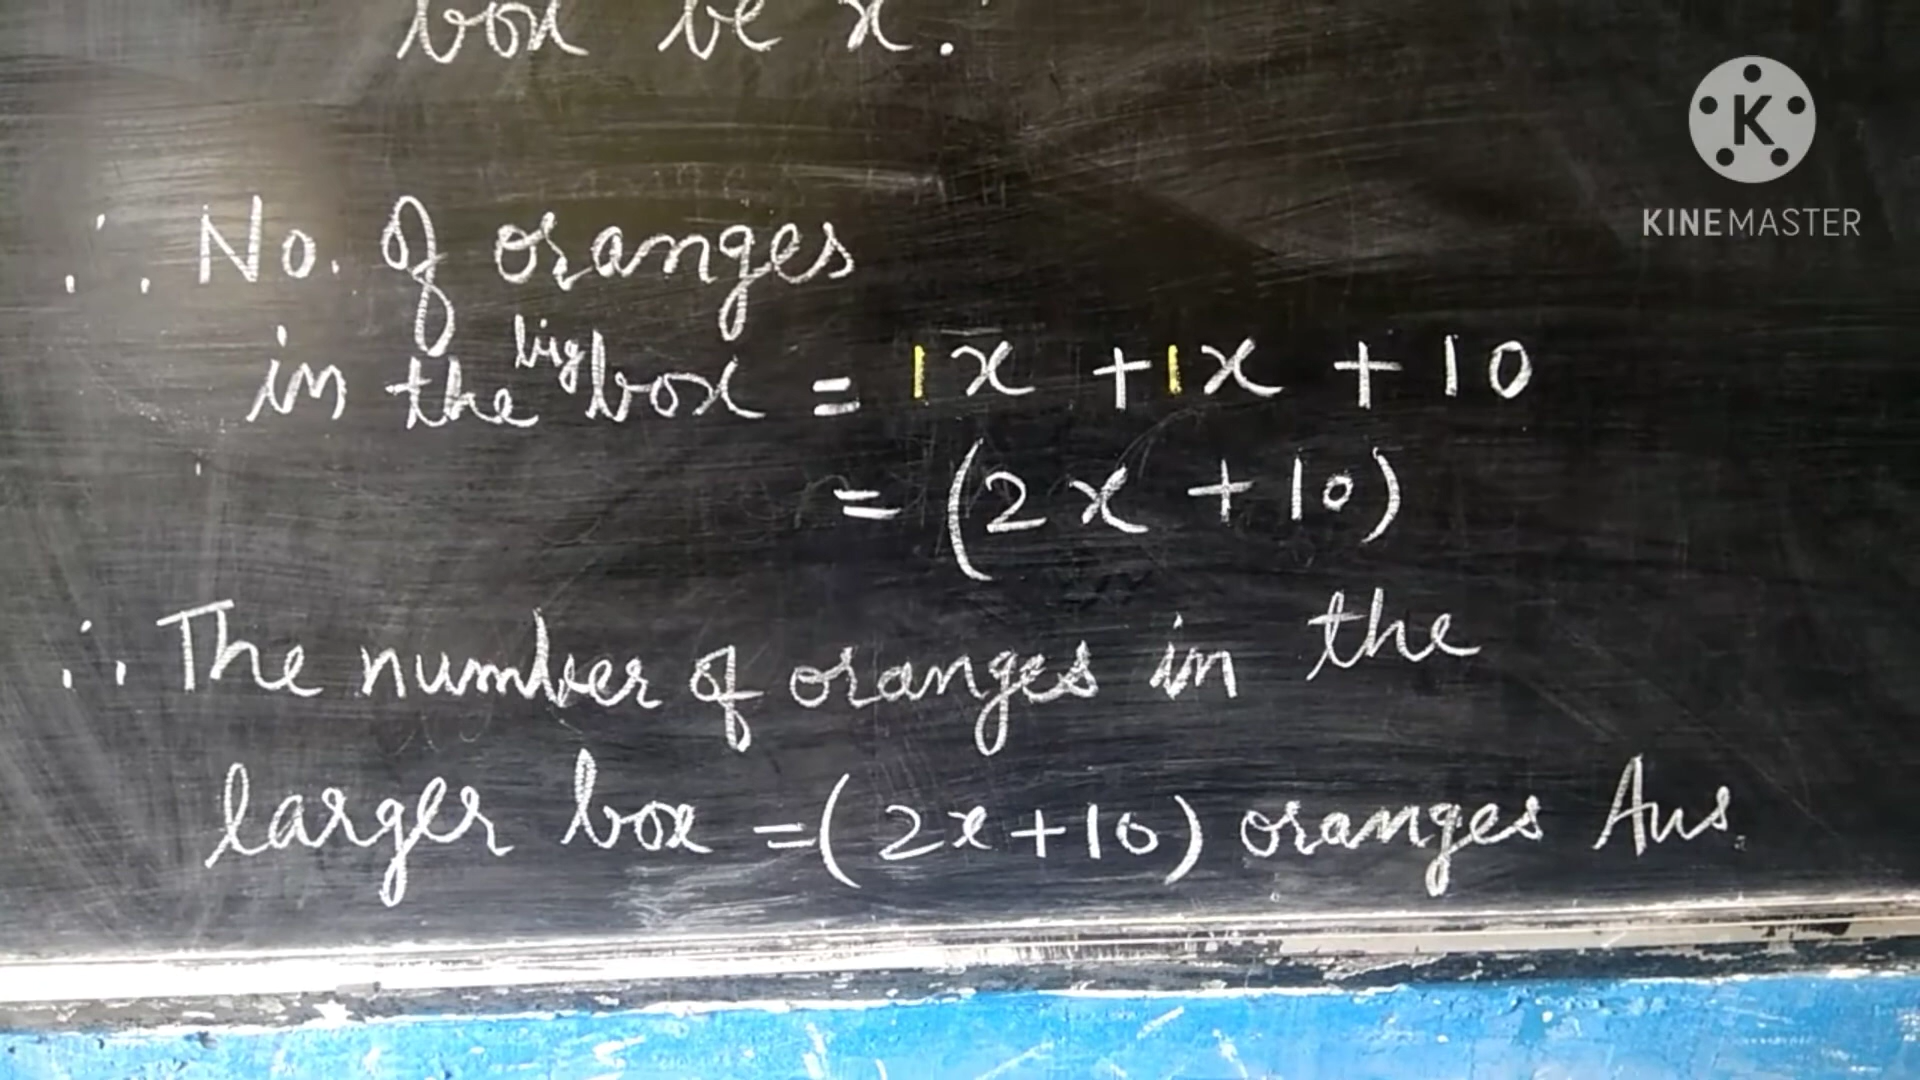 box be x.
∴ No. of oranges
in the big box = 1x + 1x + 10
= (2x + 10)
∴ The number of oranges in the
larger box = (2x + 10) oranges Ans.
K
KINEMASTER